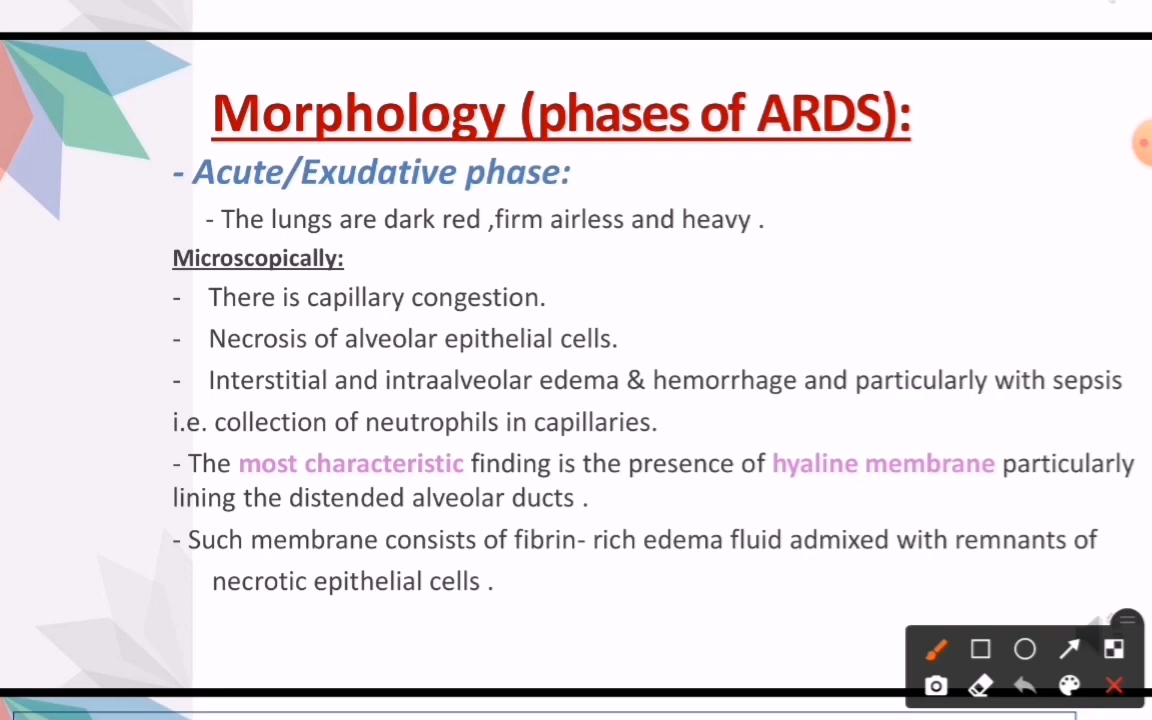 Morphology (phases of ARDS):
- Acute/Exudative phase:
- The lungs are dark red ,firm airless and heavy .
Microscopically:
- There is capillary congestion.
- Necrosis of alveolar epithelial cells.
- Interstitial and intraalveolar edema & hemorrhage and particularly with sepsis
i.e. collection of neutrophils in capillaries.
- The most characteristic finding is the presence of hyaline membrane particularly
lining the distended alveolar ducts .
- Such membrane consists of fibrin- rich edema fluid admixed with remnants of
necrotic epithelial cells .